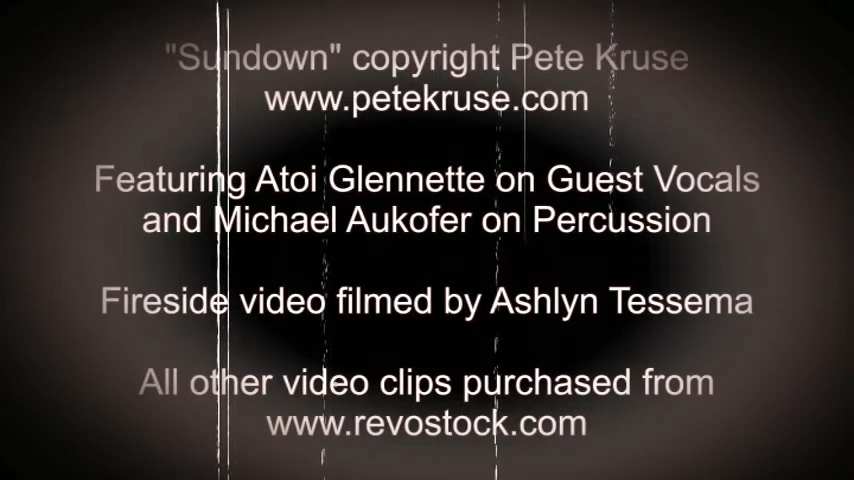 "Sundown" copyright Pete Kruse
www.petekruse.com
Featuring Atoi Glennette on Guest Vocals
and Michael Aukofer on Percussion
Fireside video filmed by Ashlyn Tessema
All other video clips purchased from
www.revostock.com